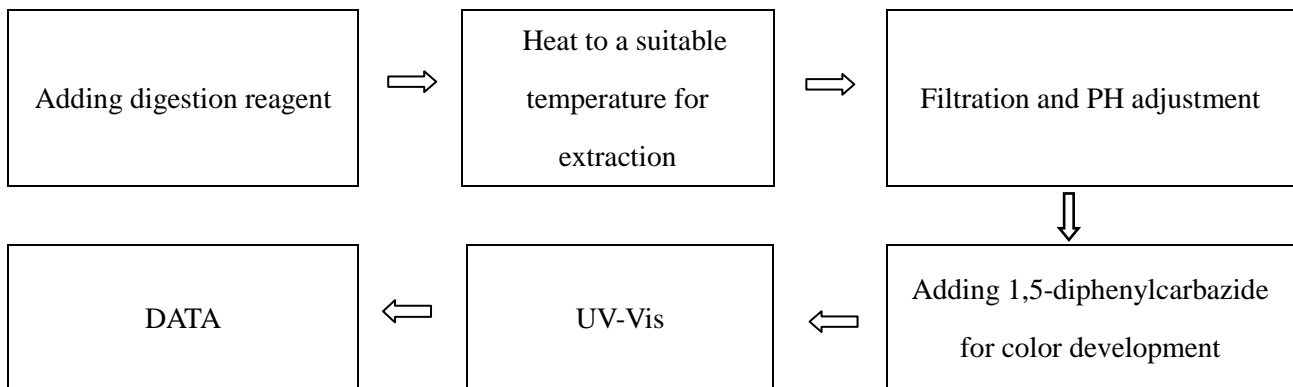 Adding digestion reagent
Heat to a suitable
temperature for
extraction
Filtration and PH adjustment
Adding 1,5-diphenylcarbazide
for color development
UV-Vis
DATA